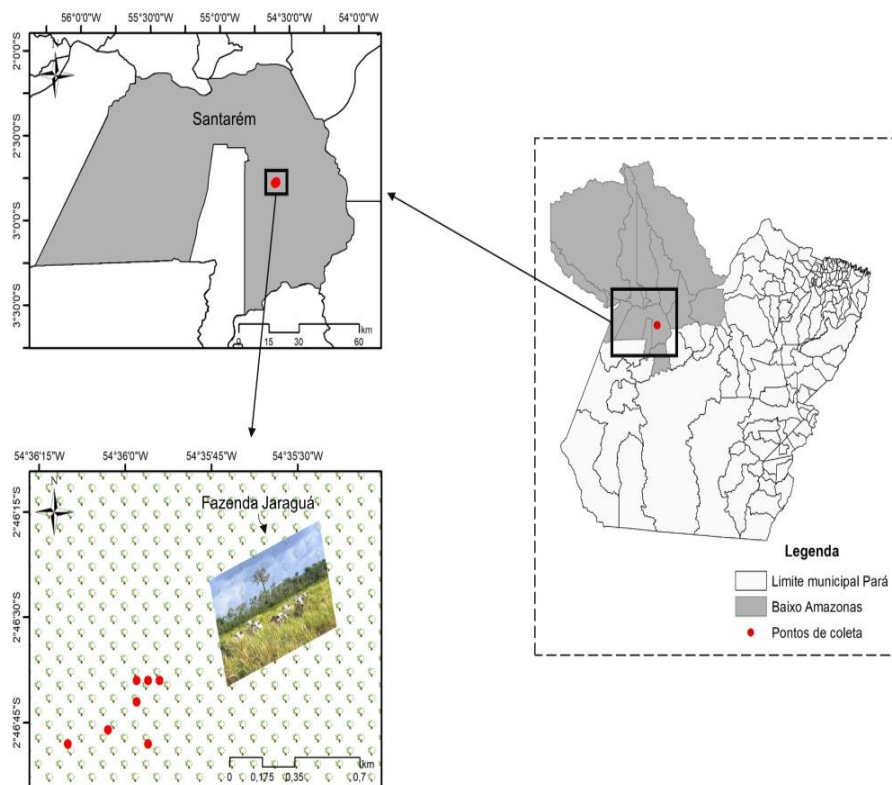 56°0'0"W 55°30'0"W 55°0'0"W 54°30'0"W 54°0'0"W
2°0'0"S
N
Santarém
2°30'0"S
3°0'0"S
3°30'0"S
0 15 30 60
km
54°36'15"W 54°36'0"W 54°35'45"W 54°35'30"W
2°46'15"S
N
Fazenda Jaraguá
2°46'30"S
2°46'45"S
0 0,175 0,35 0,7
km
Legenda
Limite municipal Pará
Baixo Amazonas
Pontos de coleta